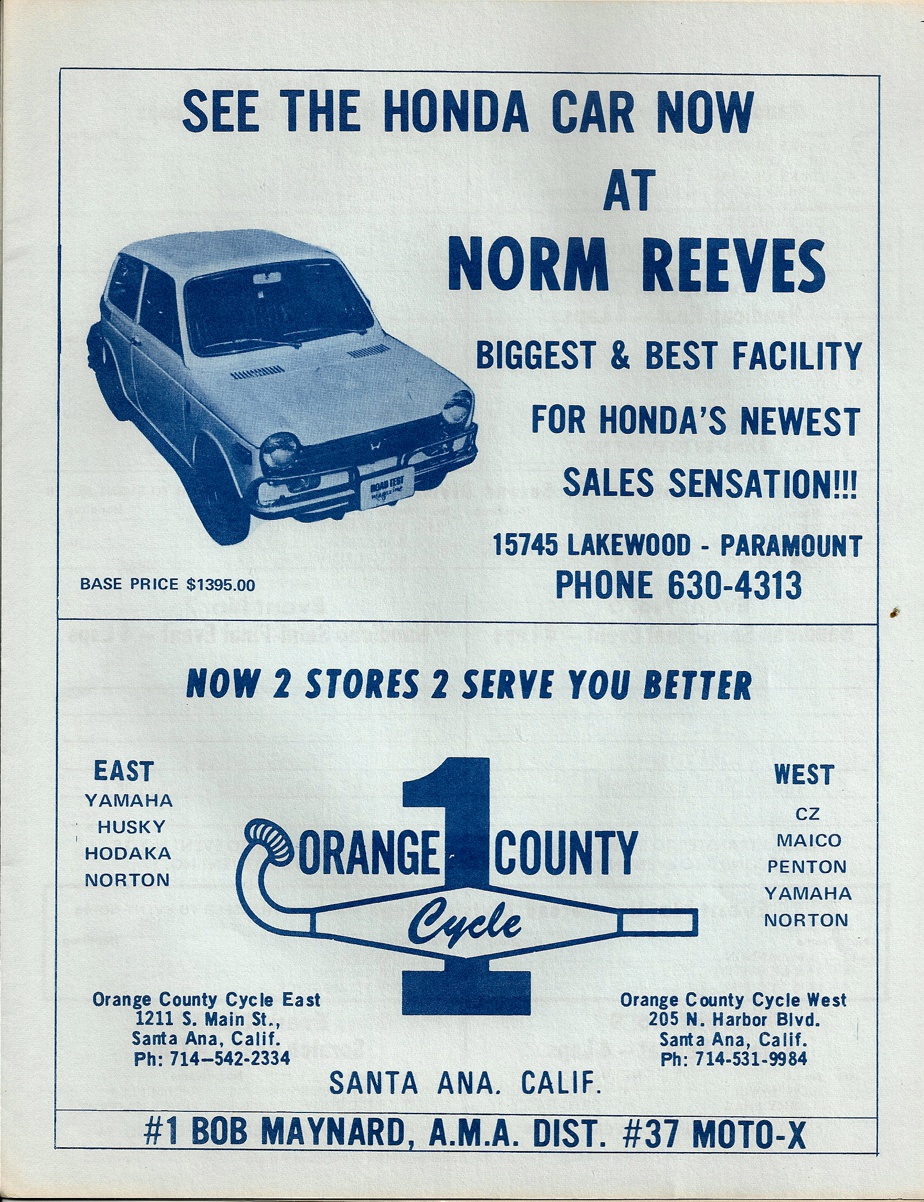 SEE THE HONDA CAR NOW
AT
NORM REEVES
BIGGEST & BEST FACILITY
FOR HONDA'S NEWEST
SALES SENSATION!!!
15745 LAKEWOOD - PARAMOUNT
PHONE 630-4313
ROAD TEST
magazine
BASE PRICE $1395.00
NOW 2 STORES 2 SERVE YOU BETTER
EAST
YAMAHA
HUSKY
HODAKA
NORTON
1
ORANGE COUNTY
Cycle
WEST
CZ
MAICO
PENTON
YAMAHA
NORTON
Orange County Cycle East
1211 S. Main St.,
Santa Ana, Calif.
Ph: 714—542-2334
Orange County Cycle West
205 N. Harbor Blvd.
Santa Ana, Calif.
Ph: 714-531-9984
SANTA ANA. CALIF.
#1 BOB MAYNARD, A.M.A. DIST. #37 MOTO-X